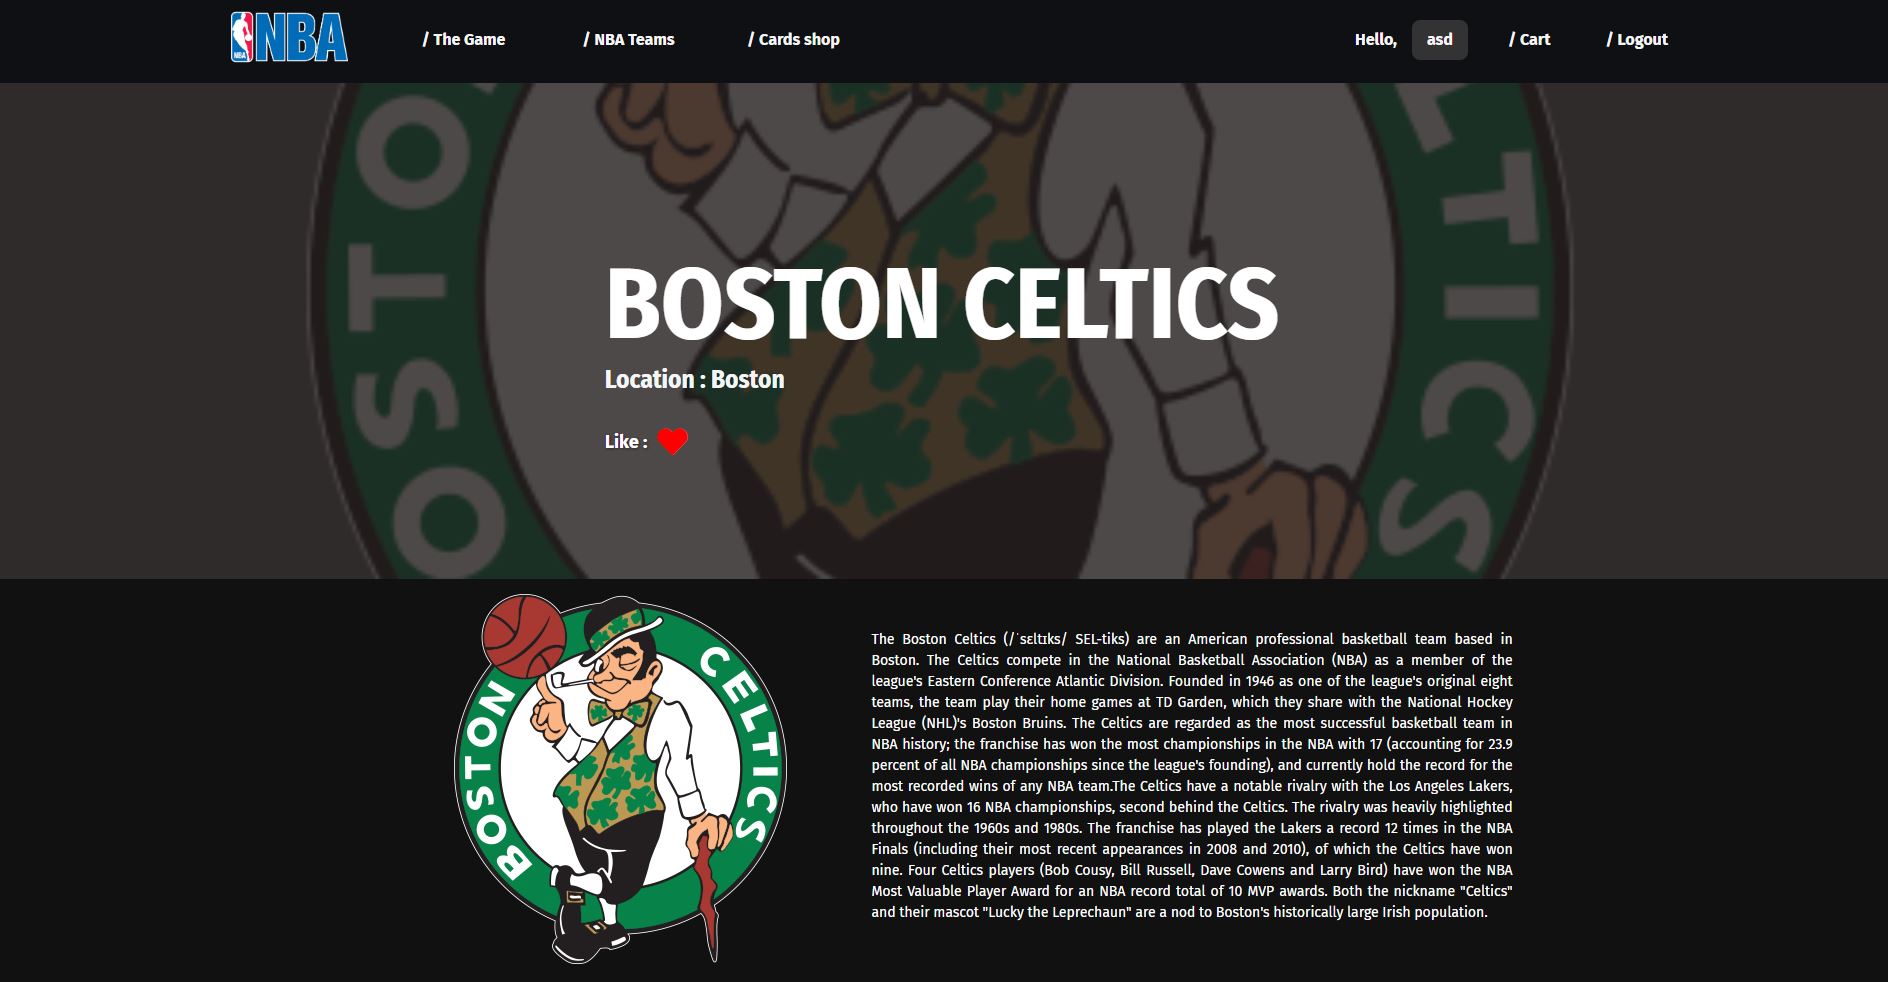 NBA NBA / The Game / NBA Teams / Cards shop Hello, asd / Cart / Logout
BOSTON CELTICS
BOSTON CELTICS
Location : Boston
Like :
BOSTON CELTICS
The Boston Celtics (/ˈsɛltɪks/ SEL-tiks) are an American professional basketball team based in
Boston. The Celtics compete in the National Basketball Association (NBA) as a member of the
league's Eastern Conference Atlantic Division. Founded in 1946 as one of the league's original eight
teams, the team play their home games at TD Garden, which they share with the National Hockey
League (NHL)'s Boston Bruins. The Celtics are regarded as the most successful basketball team in
NBA history; the franchise has won the most championships in the NBA with 17 (accounting for 23.9
percent of all NBA championships since the league's founding), and currently hold the record for the
most recorded wins of any NBA team.The Celtics have a notable rivalry with the Los Angeles Lakers,
who have won 16 NBA championships, second behind the Celtics. The rivalry was heavily highlighted
throughout the 1960s and 1980s. The franchise has played the Lakers a record 12 times in the NBA
Finals (including their most recent appearances in 2008 and 2010), of which the Celtics have won
nine. Four Celtics players (Bob Cousy, Bill Russell, Dave Cowens and Larry Bird) have won the NBA
Most Valuable Player Award for an NBA record total of 10 MVP awards. Both the nickname "Celtics"
and their mascot "Lucky the Leprechaun" are a nod to Boston's historically large Irish population.